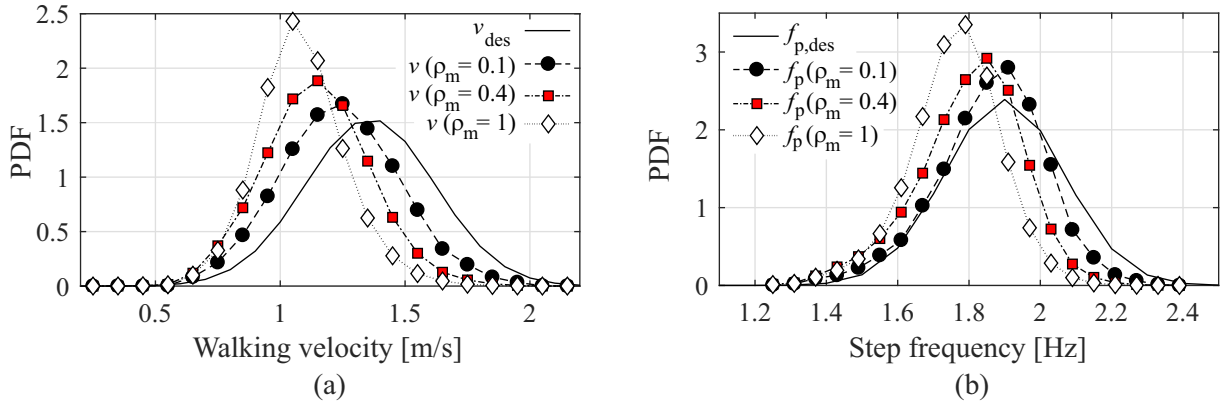 2.5
2
1.5
1
0.5
0
PDF
0.5
1
1.5
2
Walking velocity [m/s]
v_des
v (ρ_m = 0.1)
v (ρ_m = 0.4)
v (ρ_m = 1)
(a)
3
2
1
0
PDF
1.2
1.4
1.6
1.8
2
2.2
2.4
Step frequency [Hz]
f_p,des
f_p (ρ_m = 0.1)
f_p (ρ_m = 0.4)
f_p (ρ_m = 1)
(b)